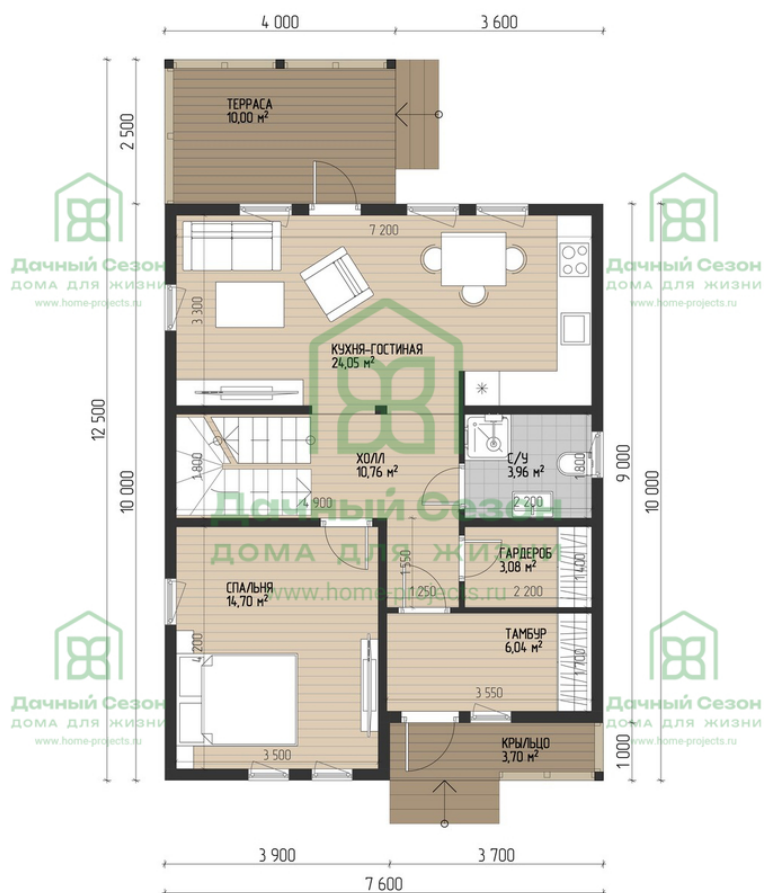 4 000
3 600
ТЕРРАСА
10,00 м²
2 500
Дачный Сезон
ДОМА ДЛЯ ЖИЗНИ
www.home-projects.ru
Дачный Сезон
ДОМА ДЛЯ ЖИЗНИ
www.home-projects.ru
7 200
3 300
КУХНЯ-ГОСТИНАЯ
24,05 м²
12 500
10 000
9 000
10 000
1 800
ХОЛЛ
10,76 м²
4 900
С/У
3,96 м²
1 800
2 200
Дачный Сезон
ДОМА ДЛЯ ЖИЗНИ
www.home-projects.ru
1 550
1 250
ГАРДЕРОБ
3,08 м²
1 400
2 200
СПАЛЬНЯ
14,70 м²
4 200
3 500
ТАМБУР
6,04 м²
1 700
3 550
Дачный Сезон
ДОМА ДЛЯ ЖИЗНИ
www.home-projects.ru
Дачный Сезон
ДОМА ДЛЯ ЖИЗНИ
www.home-projects.ru
КРЫЛЬЦО
3,70 м²
1 000
3 900
3 700
7 600